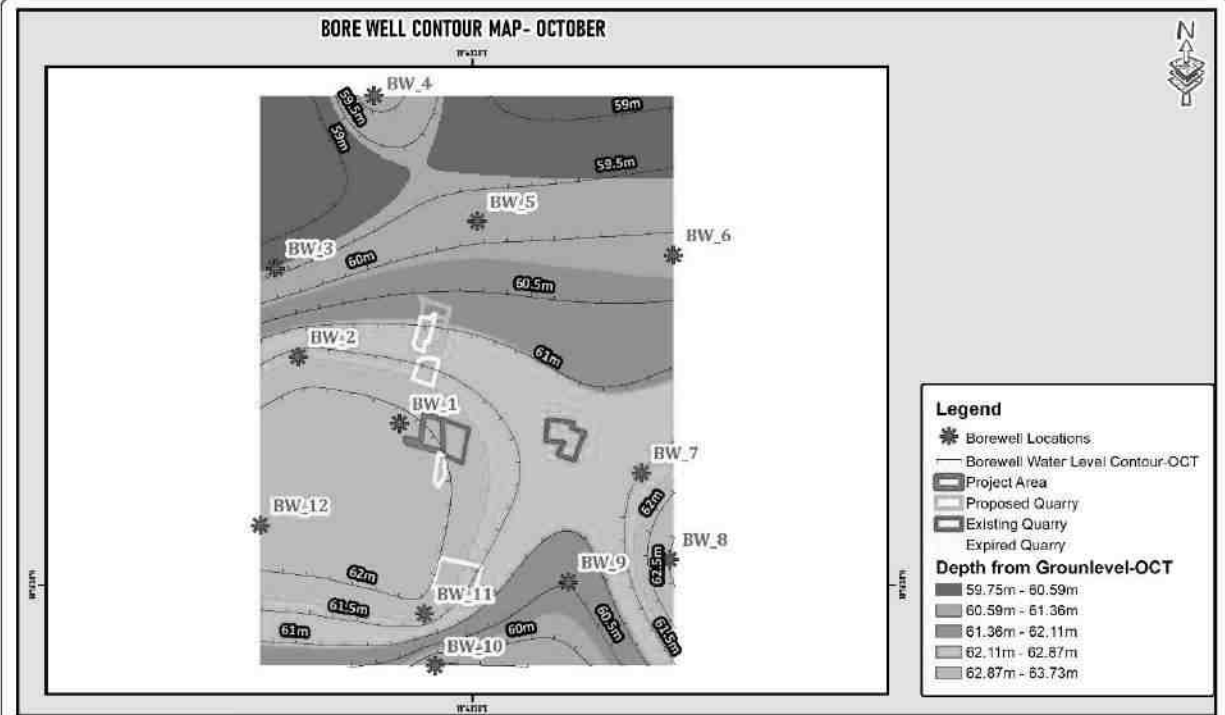 BORE WELL CONTOUR MAP- OCTOBER
N
BW_4
59.5m
59m
59m
59.5m
BW_5
BW_6
BW_3
60m
60.5m
BW_2
61m
BW_1
BW_7
62m
BW_12
BW_8
62.5m
BW_9
62m
BW_11
61.5m
60.5m
61m
60m
61.5m
BW_10
Legend
Borewell Locations
Borewell Water Level Contour-OCT
Project Area
Proposed Quarry
Existing Quarry
Expired Quarry
Depth from Grounlevel-OCT
59.75m - 60.59m
60.59m - 61.36m
61.36m - 62.11m
62.11m - 62.87m
62.87m - 63.73m